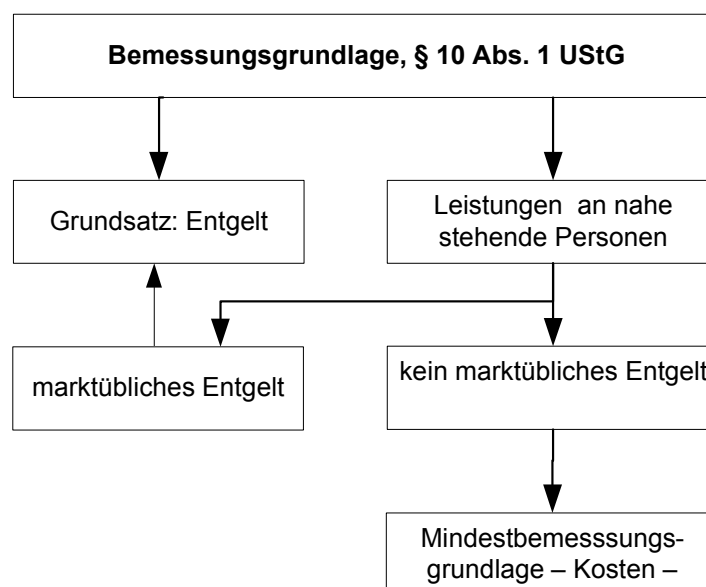 Bemessungsgrundlage, § 10 Abs. 1 UStG
Grundsatz: Entgelt
Leistungen an nahe
stehende Personen
marktübliches Entgelt
kein marktübliches Entgelt
Mindestbemesssungs-
grundlage – Kosten –